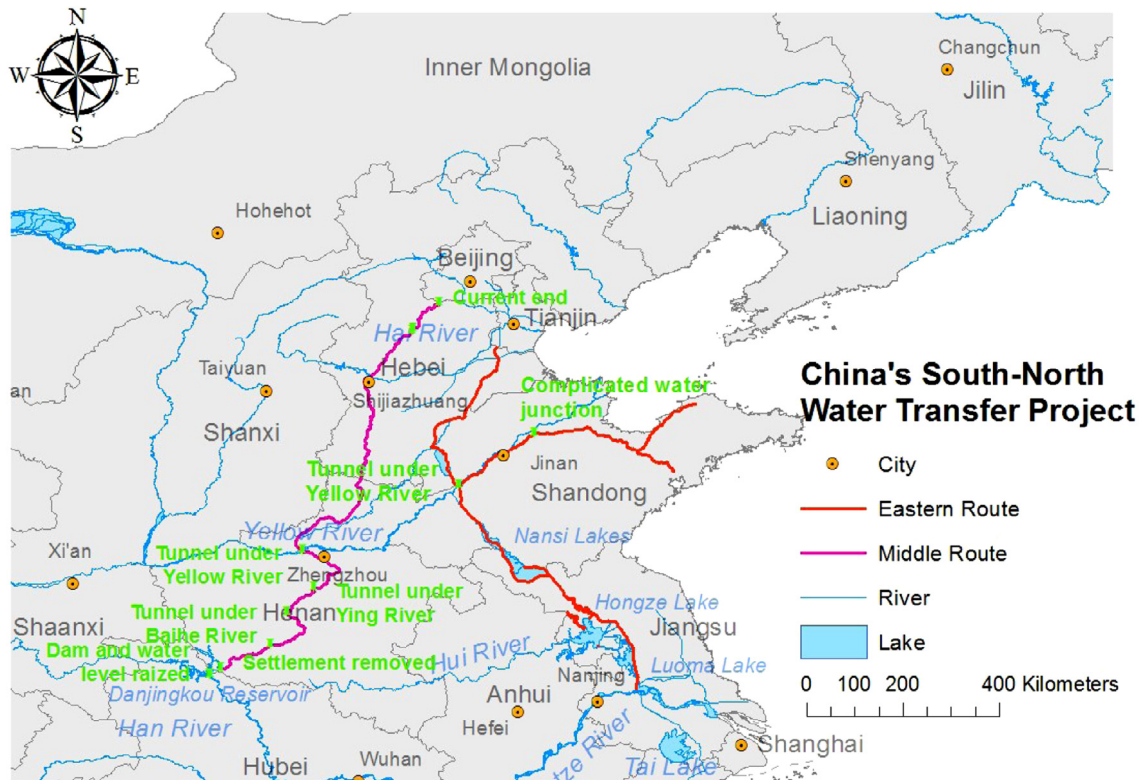 N
W
E
S
Inner Mongolia
Changchun
Jilin
Shenyang
Liaoning
Hohehot
Beijing
Current end
Tianjin
Hai River
Taiyuan
Hebei
an
Shijiazhuang
Complicated water
junction
Shanxi
Jinan
Tunnel under
Yellow River
Shandong
Yellow River
Nansi Lakes
Xi'an
Tunnel under
Yellow River
Zhengzhou
Tunnel under
Ying River
Henan
Tunnel under
Baihe River
Hongze Lake
Jiangsu
Shaanxi
Dam and water
level raized
Settlement removed
Hui River
Luoma Lake
Danjingkou Reservoir
Nanjing
Anhui
Hefei
Han River
Hubei
Wuhan
tze River
Tai Lake
Shanghai
China's South-North
Water Transfer Project
City
Eastern Route
Middle Route
River
Lake
0 100 200 400 Kilometers